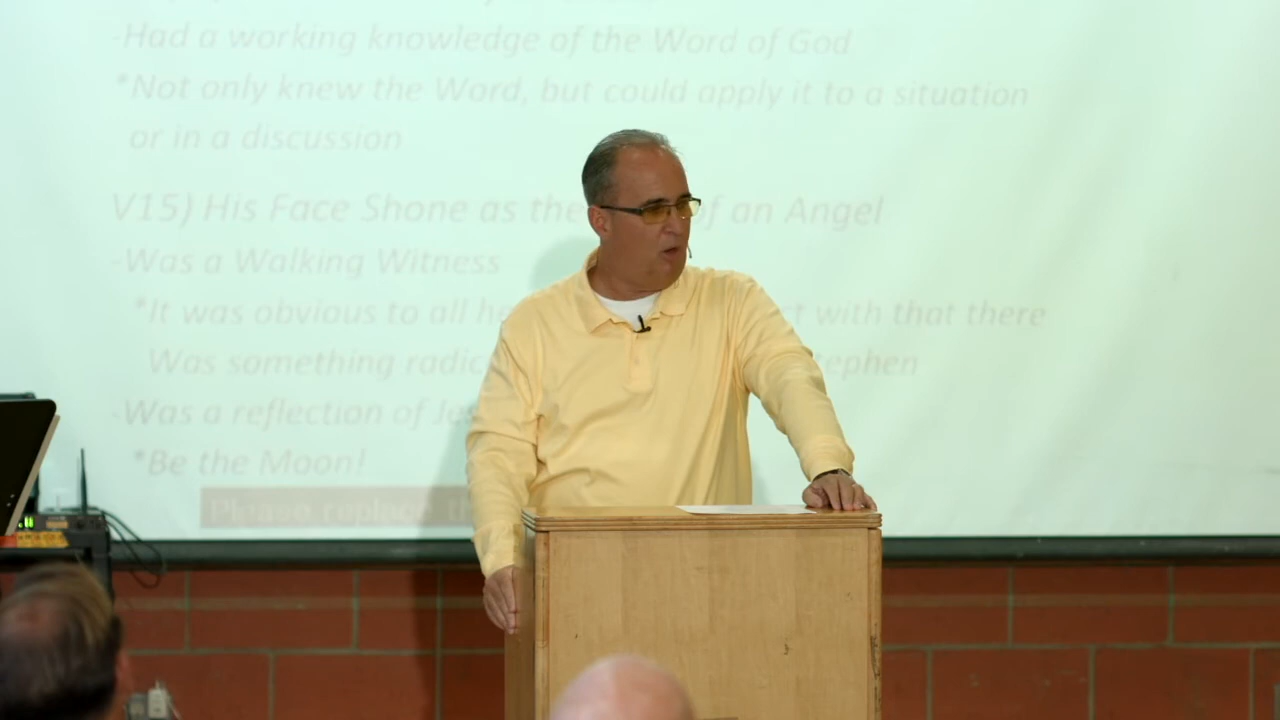 -Had a working knowledge of the Word of God
*Not only knew the Word, but could apply it to a situation
or in a discussion
V15) His Face Shone as the of an Angel
-Was a Walking Witness
*It was obvious to all with that there
Was something
-Was a reflection of
*Be the Moon!
Please replace